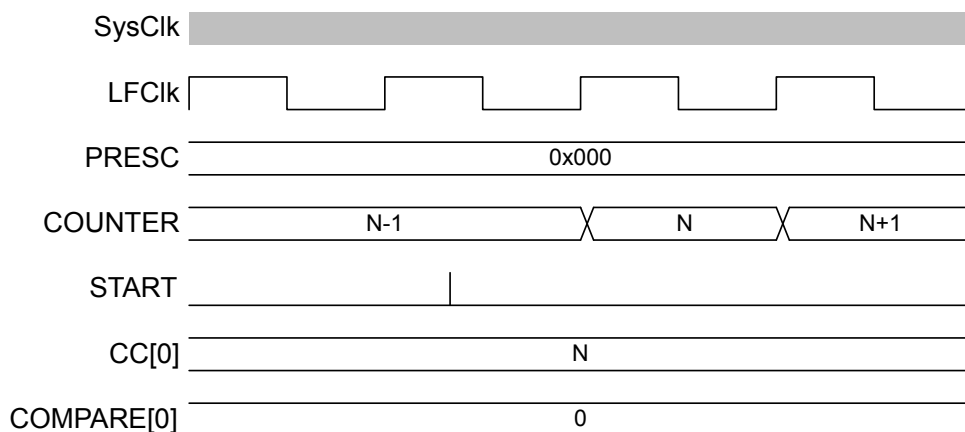 SysClk
LFClk
PRESC 0x000
COUNTER N-1 N N+1
START
CC[0] N
COMPARE[0] 0